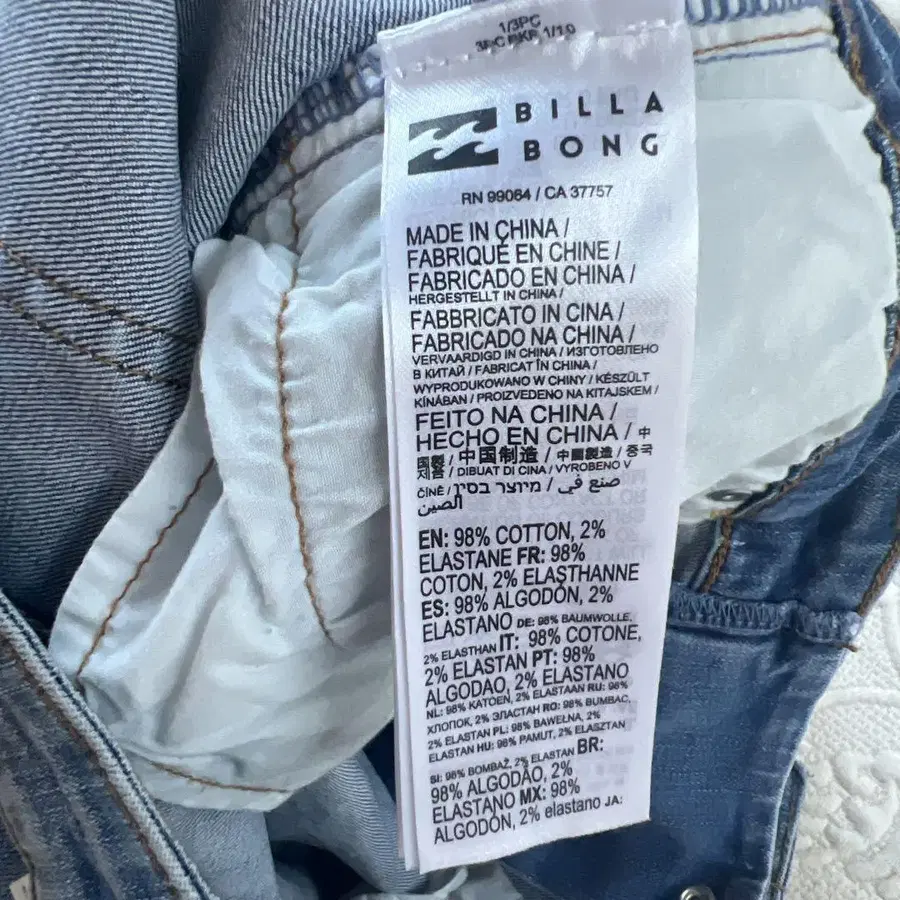 1/3PC
BILLA
BONG
RN 99064 / CA 37757
MADE IN CHINA /
FABRIQUÉ EN CHINE /
FABRICADO EN CHINA /
HERGESTELLT IN CHINA /
FABBRICATO IN CINA /
FABRICADO NA CHINA /
VERVAARDIGD IN CHINA / ИЗГОТОВЛЕНО
В КИТАЙ / FABRICAT ÎN CHINA /
WYPRODUKOWANO W CHINY / KÉSZÜLT
KÍNÁBAN / PROIZVEDENO NA KITAJSKEM /
FEITO NA CHINA /
HECHO EN CHINA / 中
国製 / 中国制造 / 中國製造 / 중국
제품 / DIBUAT DI CINA / VYROBENO V
ČÍNĚ / מיוצר בסין / صنع في
الصين
EN: 98% COTTON, 2%
ELASTANE FR: 98%
COTON, 2% ELASTHANNE
ES: 98% ALGODÓN, 2%
ELASTANO DE: 98% BAUMWOLLE,
2% ELASTHAN IT: 98% COTONE,
2% ELASTAN PT: 98%
ALGODAO, 2% ELASTANO
NL: 98% KATOEN, 2% ELASTAAN RU: 98%
ХЛОПОК, 2% ЭЛАСТАН RO: 98% BUMBAC,
2% ELASTAN PL: 98% BAWEŁNA, 2%
ELASTAN HU: 98% PAMUT, 2% ELASZTAN
SI: 98% BOMBAŽ, 2% ELASTAN BR:
98% ALGODÃO, 2%
ELASTANO MX: 98%
ALGODÓN, 2% elastano JA: